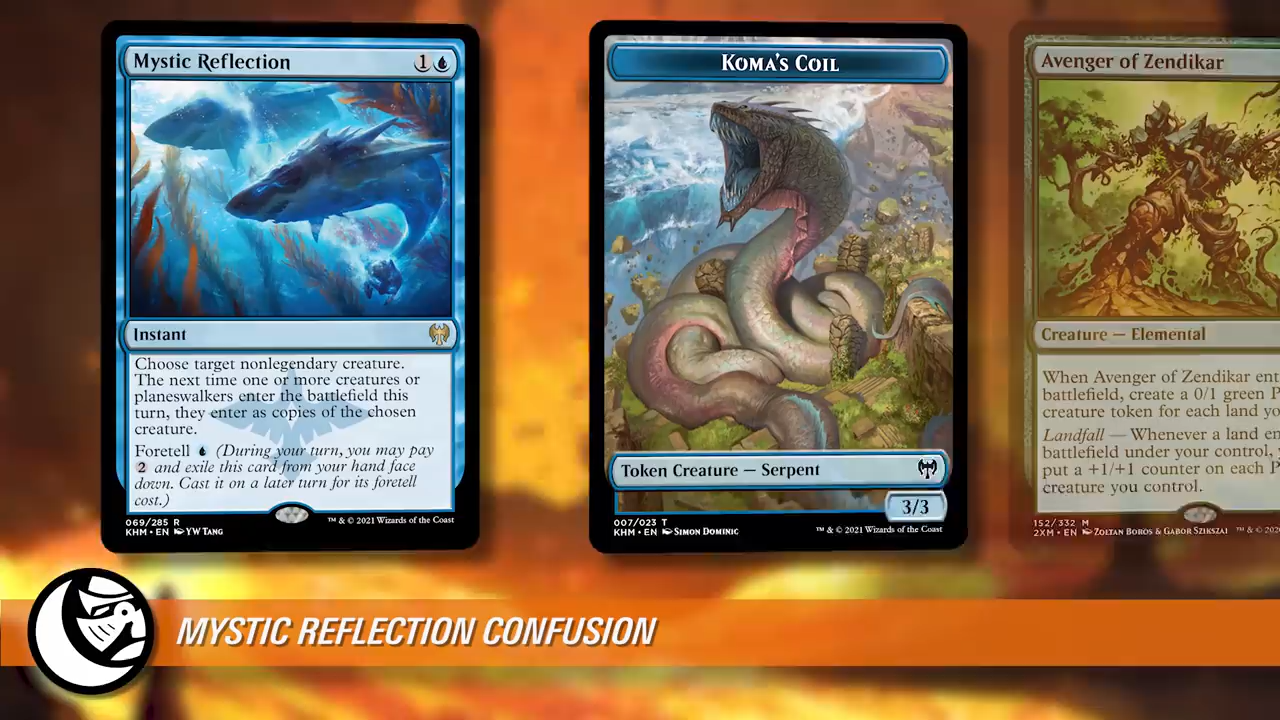 Mystic Reflection 1
Instant
Choose target nonlegendary creature.
The next time one or more creatures or
planeswalkers enter the battlefield this
turn, they enter as copies of the chosen
creature.
Foretell (During your turn, you may pay
2 and exile this card from your hand face
down. Cast it on a later turn for its foretell
cost.)
069/285 R
KHM • EN YW TANG
™ & © 2021 Wizards of the Coast
KOMA'S COIL
Token Creature — Serpent
3/3
007/023 T
KHM • EN SIMON DOMINIC
™ & © 2021 Wizards of the Coast
Avenger of Zendikar
Creature — Elemental
When Avenger of Zendikar ent
battlefield, create a 0/1 green P
creature token for each land yo
Landfall — Whenever a land en
battlefield under your control, y
put a +1/+1 counter on each P
creature you control.
152/332 M
2XM • EN ZOLTAN BOROS & GABOR SZIKSZAI ™ & © 202
MYSTIC REFLECTION CONFUSION